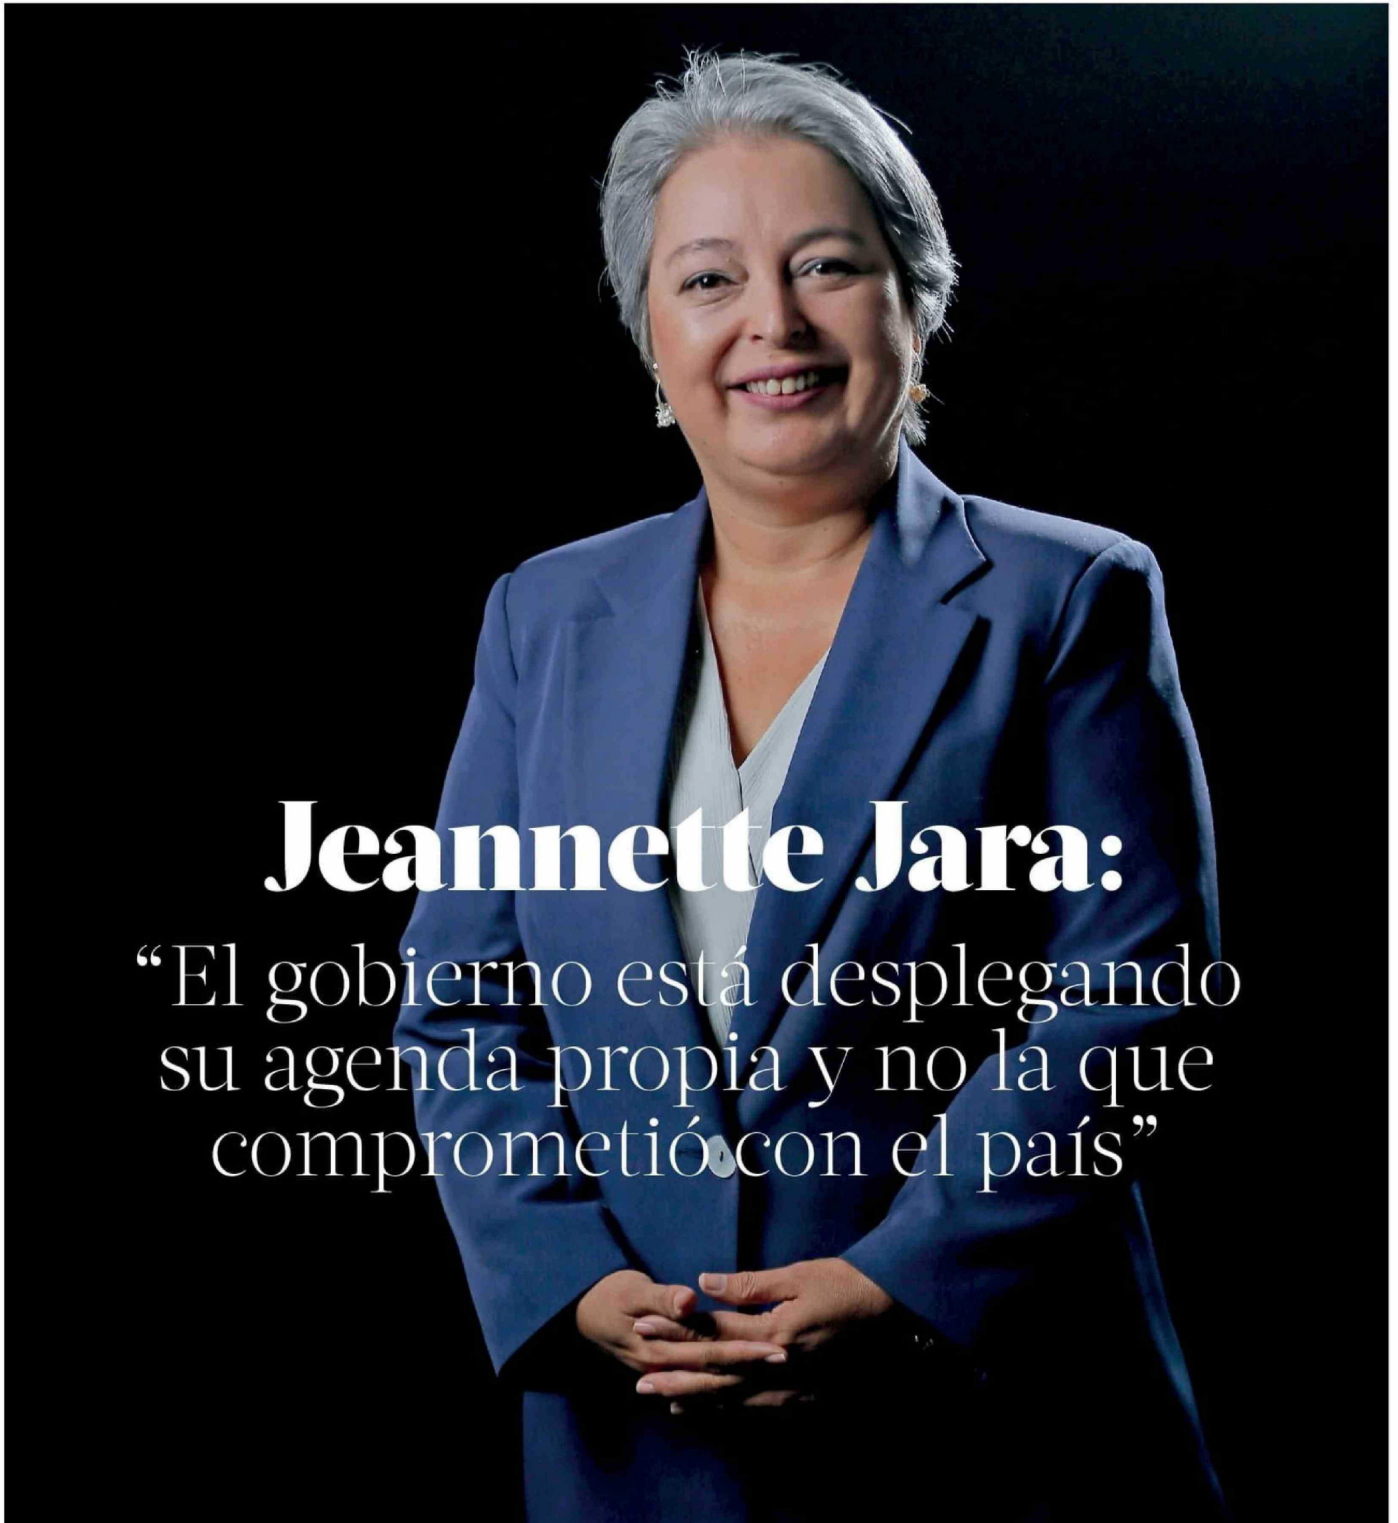 Jeannette Jara:
“El gobierno está desplegando
su agenda propia y no la que
comprometió con el país”